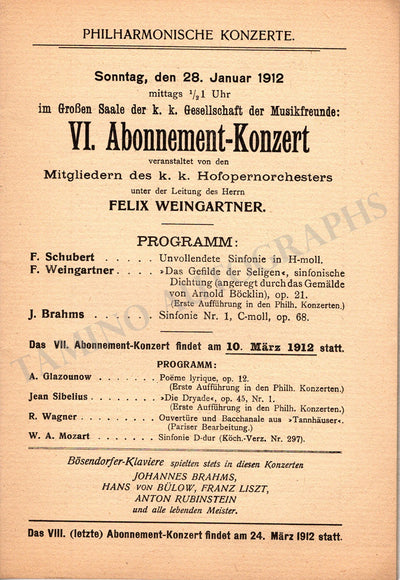 PHILHARMONISCHE KONZERTE.
Sonntag, den 28. Januar 1912
mittags ½1 Uhr
im Großen Saale der k. k. Gesellschaft der Musikfreunde:
VI. Abonnement-Konzert
veranstaltet von den
Mitgliedern des k. k. Hofopernorchesters
unter der Leitung des Herrn
FELIX WEINGARTNER.
PROGRAMM:
F. Schubert . . . . . Unvollendete Sinfonie in H-moll.
F. Weingartner . . . . »Das Gefilde der Seligen«, sinfonische
Dichtung (angeregt durch das Gemälde
von Arnold Böcklin), op. 21.
(Erste Aufführung in den Philh. Konzerten.)
J. Brahms . . . . . Sinfonie Nr. 1, C-moll, op. 68.
Das VII. Abonnement-Konzert findet am 10. März 1912 statt.
PROGRAMM:
A. Glazounow . . . . . . . Poëme lyrique, op. 12.
(Erste Aufführung in den Philh. Konzerten.)
Jean Sibelius . . . . . . . »Die Dryade«, op. 45, Nr. 1.
(Erste Aufführung in den Philh. Konzerten.)
R. Wagner . . . . . . . Ouvertüre und Bacchanale aus »Tannhäuser«.
(Pariser Bearbeitung.)
W. A. Mozart . . . . . . . Sinfonie D-dur (Köch.-Verz. Nr. 297).
Bösendorfer-Klaviere spielten stets in diesen Konzerten
JOHANNES BRAHMS,
HANS von BÜLOW, FRANZ LISZT,
ANTON RUBINSTEIN
und alle lebenden Meister.
Das VIII. (letzte) Abonnement-Konzert findet am 24. März 1912 statt.
TAMINO AUTOGRAPHS